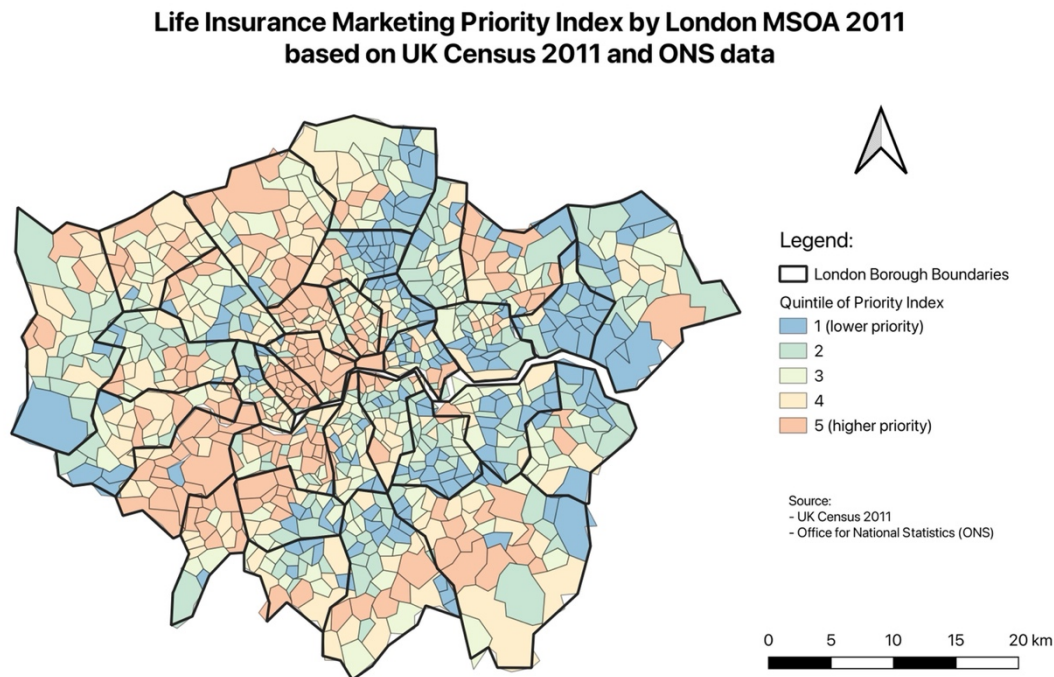 Life Insurance Marketing Priority Index by London MSOA 2011
based on UK Census 2011 and ONS data
Legend:
London Borough Boundaries
Quintile of Priority Index
1 (lower priority)
2
3
4
5 (higher priority)
Source:
- UK Census 2011
- Office for National Statistics (ONS)
0 5 10 15 20 km